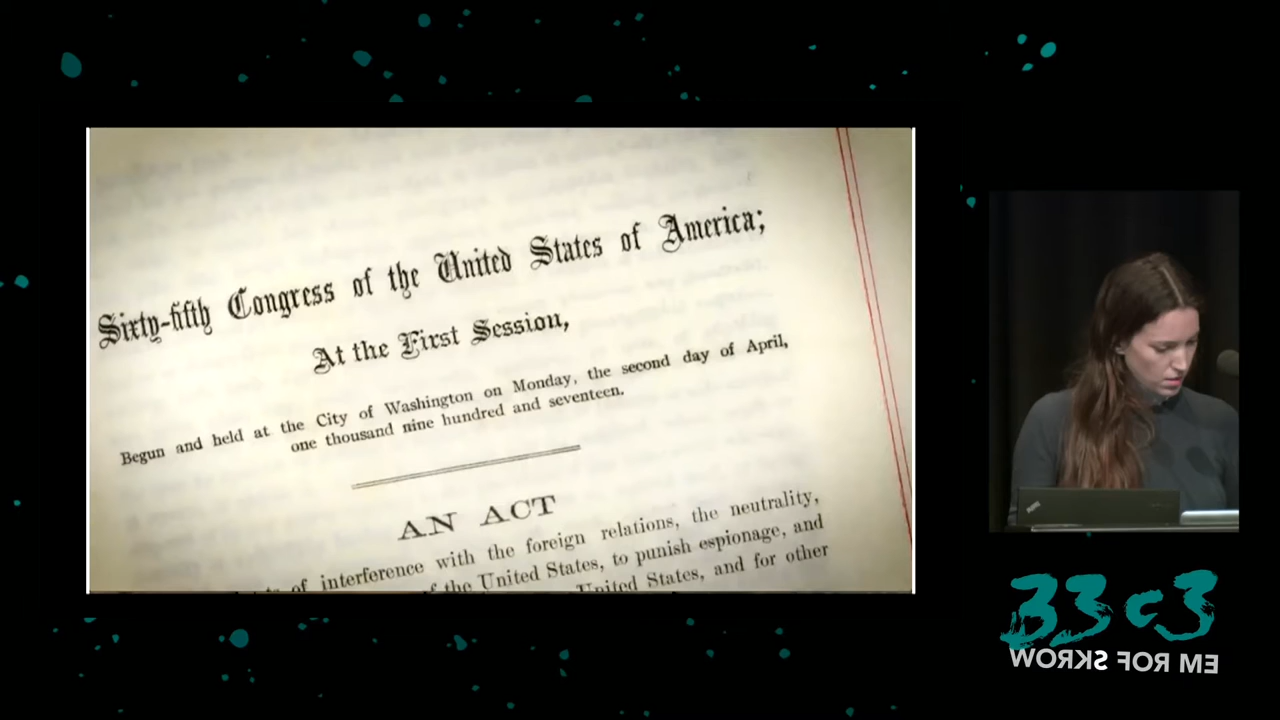 Sixty-fifth Congress of the United States of America;
At the First Session,
Begun and held at the City of Washington on Monday, the second day of April,
one thousand nine hundred and seventeen.
AN ACT
of interference with the foreign relations, the neutrality,
of the United States, to punish espionage, and
United States, and for other
33c3
WORKS FOR ME